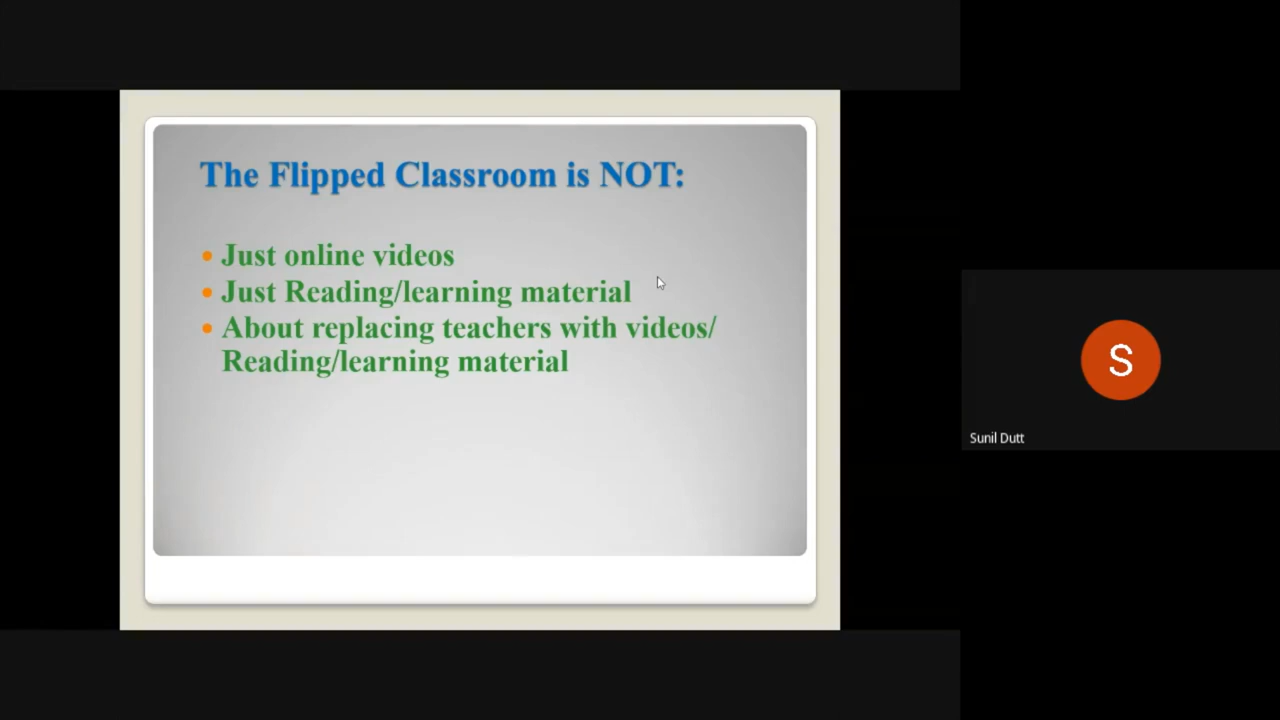 The Flipped Classroom is NOT:
• Just online videos
• Just Reading/learning material
• About replacing teachers with videos/
Reading/learning material
S
Sunil Dutt